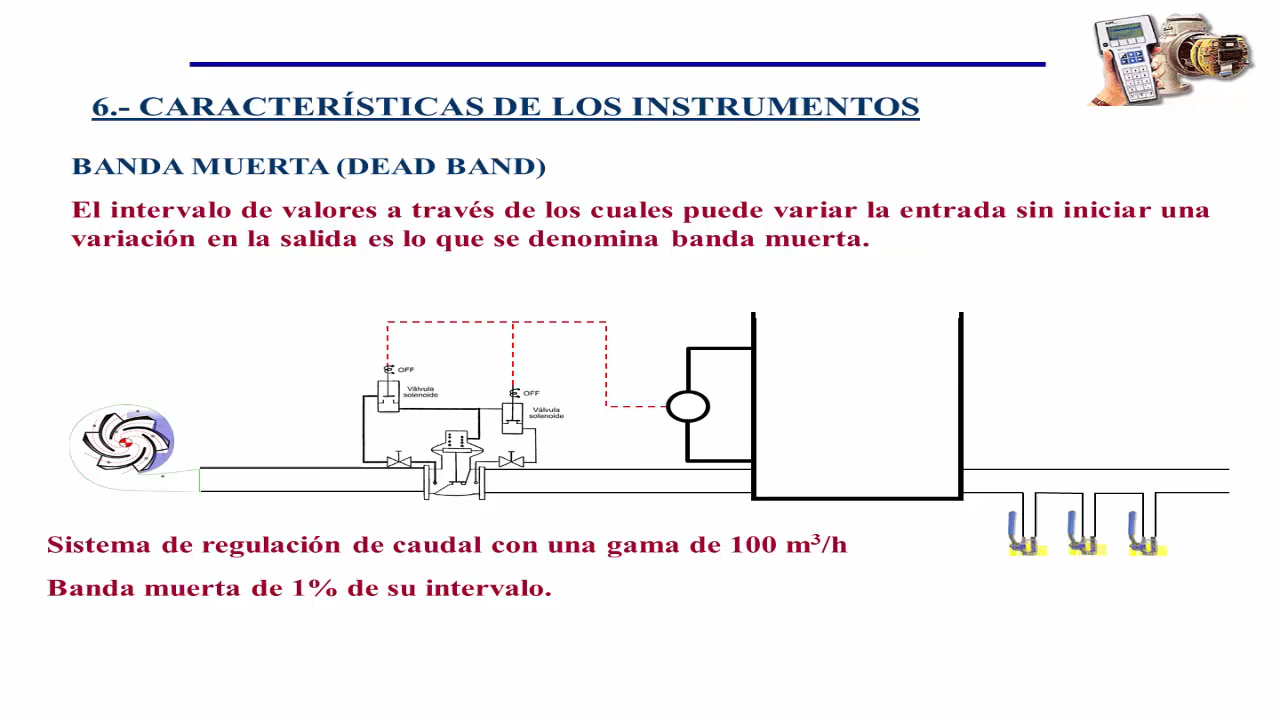 6.- CARACTERÍSTICAS DE LOS INSTRUMENTOS
BANDA MUERTA (DEAD BAND)
El intervalo de valores a través de los cuales puede variar la entrada sin iniciar una
variación en la salida es lo que se denomina banda muerta.
OFF
Válvula
solenoide
OFF
Válvula
solenoide
Sistema de regulación de caudal con una gama de 100 m³/h
Banda muerta de 1% de su intervalo.